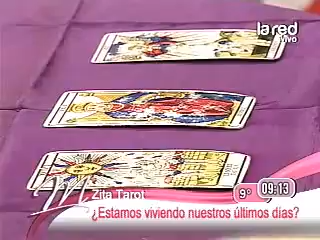 la red
vivo
Zita Tarot
9°
09:13
¿Estamos viviendo nuestros últimos días?